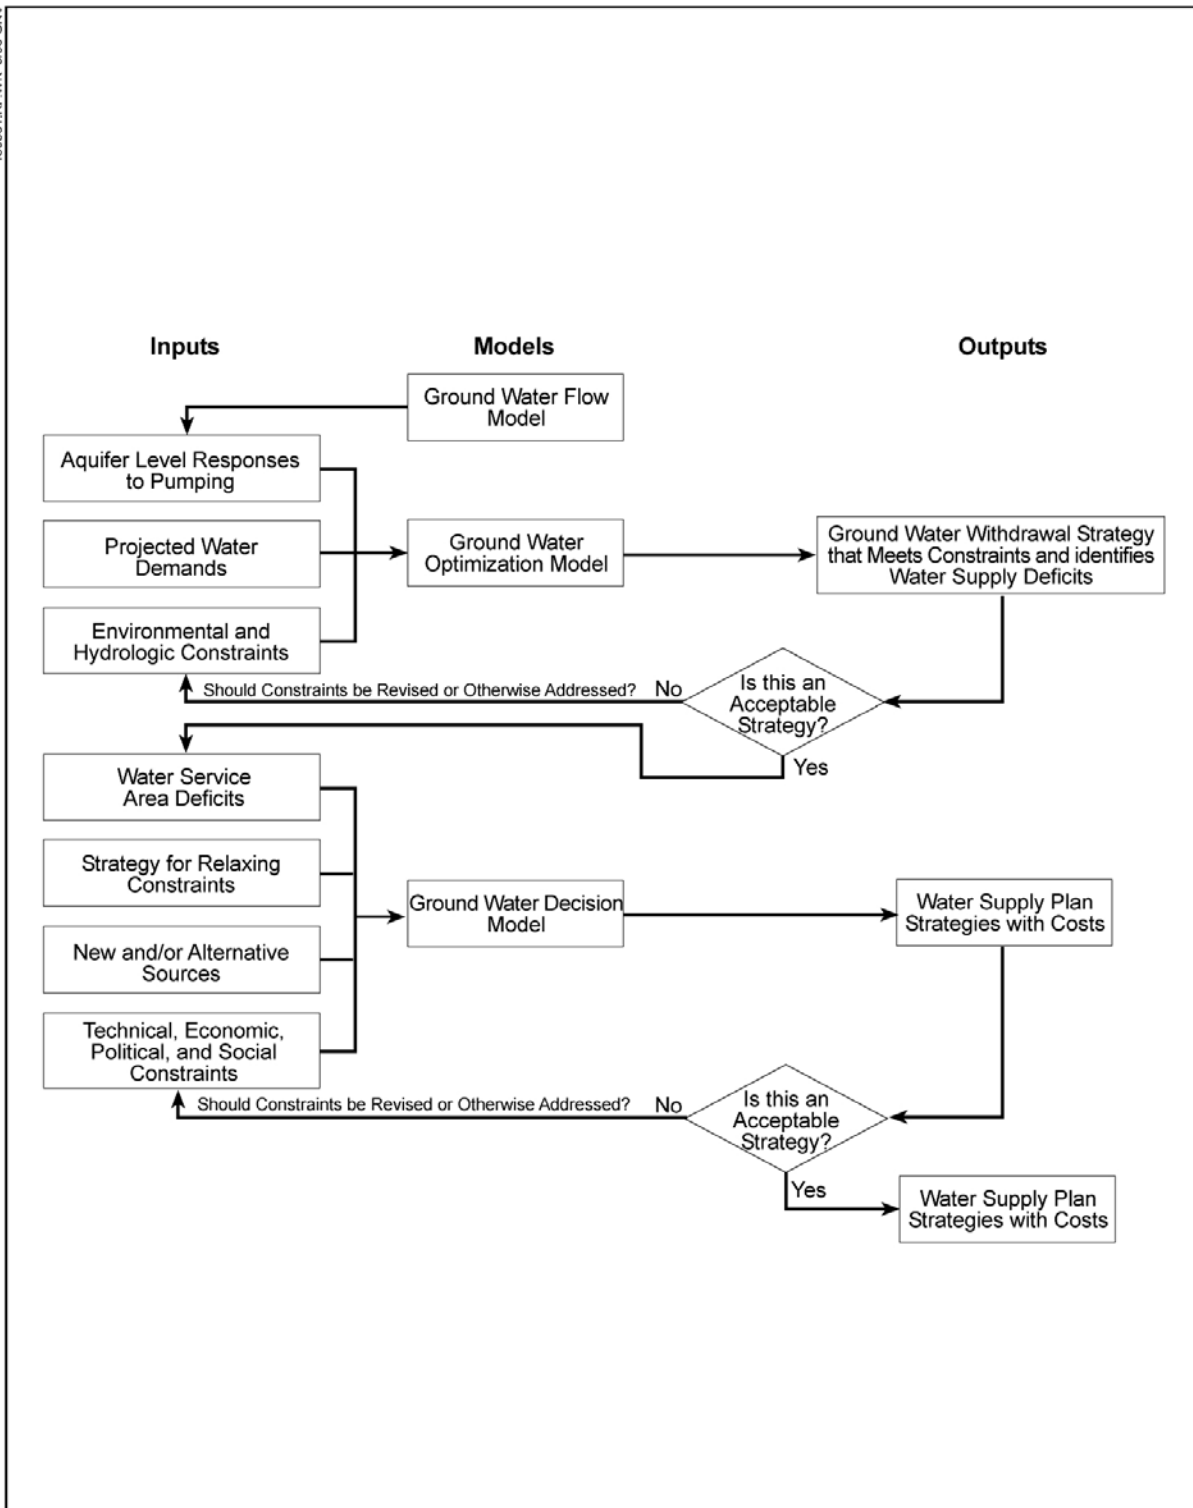 Inputs
Models
Outputs
Ground Water Flow
Model
Aquifer Level Responses
to Pumping
Projected Water
Demands
Ground Water
Optimization Model
Ground Water Withdrawal Strategy
that Meets Constraints and identifies
Water Supply Deficits
Environmental and
Hydrologic Constraints
Should Constraints be Revised or Otherwise Addressed?
No
Is this an
Acceptable
Strategy?
Yes
Water Service
Area Deficits
Strategy for Relaxing
Constraints
Ground Water Decision
Model
Water Supply Plan
Strategies with Costs
New and/or Alternative
Sources
Technical, Economic,
Political, and Social
Constraints
Should Constraints be Revised or Otherwise Addressed?
No
Is this an
Acceptable
Strategy?
Yes
Water Supply Plan
Strategies with Costs